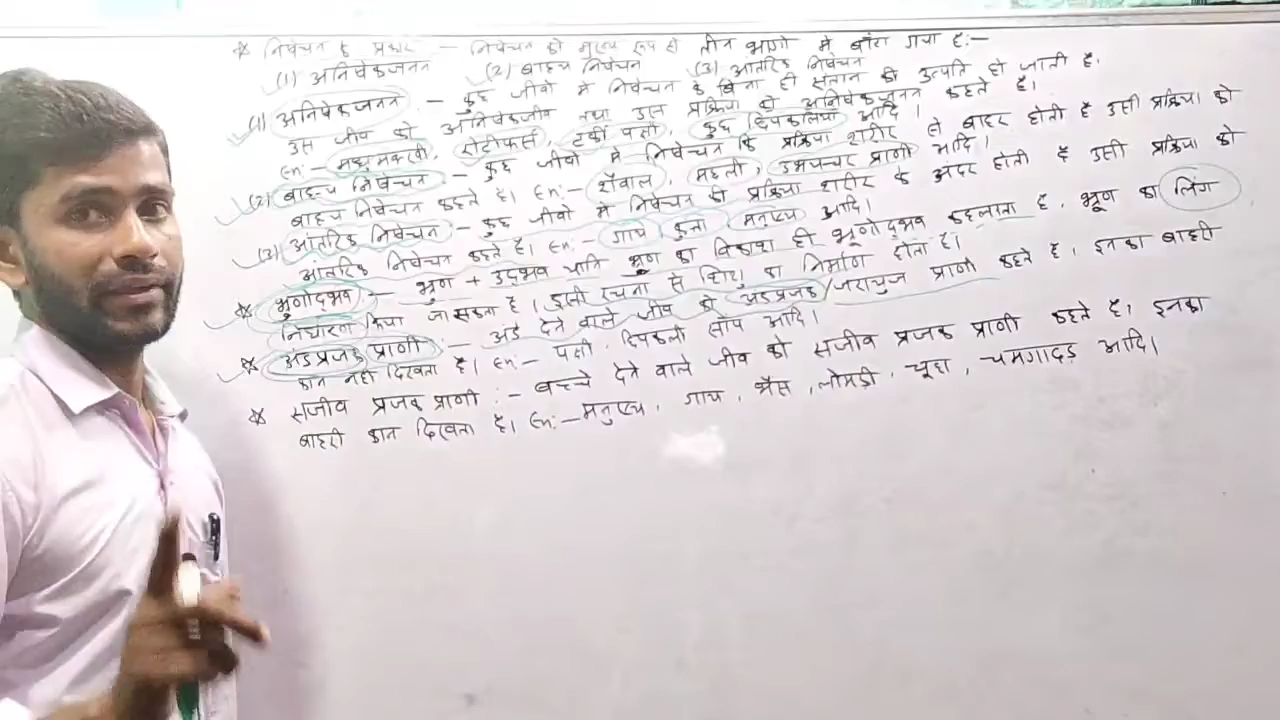 * निषेचन के प्रकार :- निषेचन को मुख्य रूप से तीन भागो मे बांटा गया है:-
(1) अनिषेकजनन (2) बाह्य निषेचन (3) आंतरिक निषेचन
(1) अनिषेकजनन :- कुछ जीवो मे निषेचन के बिना ही संतान की उत्पति हो जाती है,
उस जीव को अनिषेकजीव तथा उस प्रक्रिया को अनिषेकजनन कहते है।
Ex:- मधुमक्खी, रोटीफर्स, टर्की पक्षी, कुछ छिपकलियाँ आदि।
(2) बाह्य निषेचन :- कुछ जीवो मे निषेचन कि प्रक्रिया शरीर से बाहर होती है उसी प्रक्रिया को
बाह्य निषेचन कहते है। Ex:- शैवाल, मछली, उभयच्चर प्राणी आदि।
(3) आंतरिक निषेचन :- कुछ जीवो मे निषेचन की प्रक्रिया शरीर के अंदर होती है उसी प्रक्रिया को
आंतरिक निषेचन कहते है। Ex:- गाय, कुत्ता, मनुष्य आदि।
* भ्रूणोद्भव :- भ्रुण + उद्भव यानि भ्रूण का विकाश ही भ्रूणोद्भव कहलाता है, भ्रूण का लिंग
निर्धारण किया जा सकता है। इसी रचना से शिशु का निर्माण होता है।
* अंडप्रजक प्राणी :- अंडे देने वाले जीव को अंडप्रजक/जरायुज प्राणी कहते है, इनका बाहरी
कान नही दिखता है। Ex:- पक्षी, छिपकली साँप आदि।
* सजीव प्रजक प्राणी :- बच्चे देने वाले जीव को सजीव प्रजक प्राणी कहते है। इनका
बाहरी कान दिखता है। Ex:- मनुष्य, गाय, भैंस, लोमड़ी, चूहा, चमगादड़ आदि।